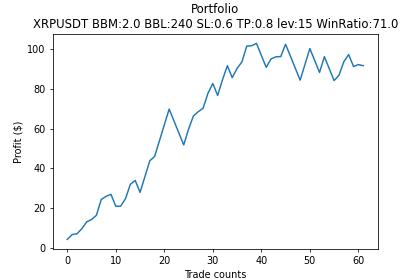 Portfolio
XRPUSDT BBM:2.0 BBL:240 SL:0.6 TP:0.8 lev:15 WinRatio:71.0
100
80
60
40
20
0
Profit ($)
0 10 20 30 40 50 60
Trade counts